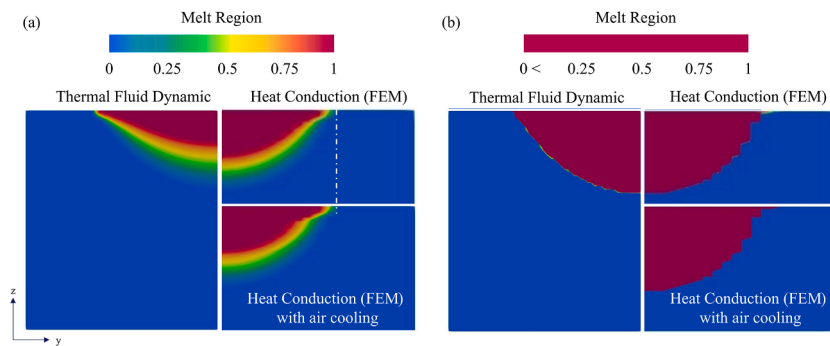 (a)
Melt Region
0 0.25 0.5 0.75 1
Thermal Fluid Dynamic
Heat Conduction (FEM)
Heat Conduction (FEM)
with air cooling
z
y
(b)
Melt Region
0 < 0.25 0.5 0.75 1
Thermal Fluid Dynamic
Heat Conduction (FEM)
Heat Conduction (FEM)
with air cooling